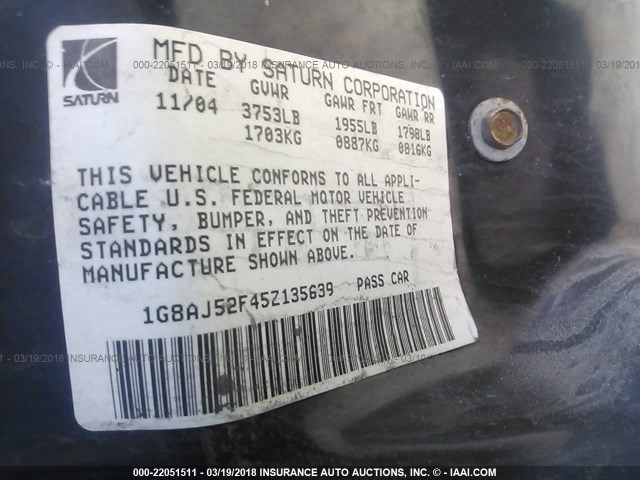 SATURN
MFD BY SATURN CORPORATION
DATE GVWR GAWR FRT GAWR RR
11/04 3753LB 1955LB 1798LB
1703KG 0887KG 0816KG
THIS VEHICLE CONFORMS TO ALL APPLI-
CABLE U.S. FEDERAL MOTOR VEHICLE
SAFETY, BUMPER, AND THEFT PREVENTION
STANDARDS IN EFFECT ON THE DATE OF
MANUFACTURE SHOWN ABOVE.
1G8AJ52F45Z135639 PASS CAR
000-22051511 - 03/19/2018 INSURANCE AUTO AUCTIONS, INC. - © IAAI.COM